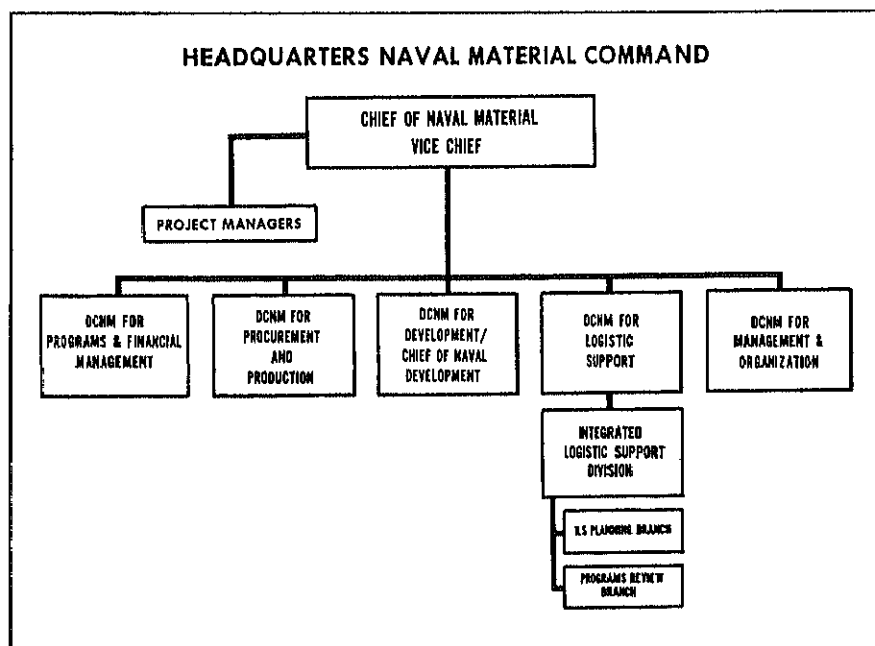 HEADQUARTERS NAVAL MATERIAL COMMAND
CHIEF OF NAVAL MATERIAL
VICE CHIEF
PROJECT MANAGERS
DCNM FOR
PROGRAMS & FINANCIAL
MANAGEMENT
DCNM FOR
PROCUREMENT
AND
PRODUCTION
DCNM FOR
DEVELOPMENT/
CHIEF OF NAVAL
DEVELOPMENT
DCNM FOR
LOGISTIC
SUPPORT
DCNM FOR
MANAGEMENT &
ORGANIZATION
INTEGRATED
LOGISTIC SUPPORT
DIVISION
ILS PLANNING BRANCH
PROGRAMS REVIEW
BRANCH